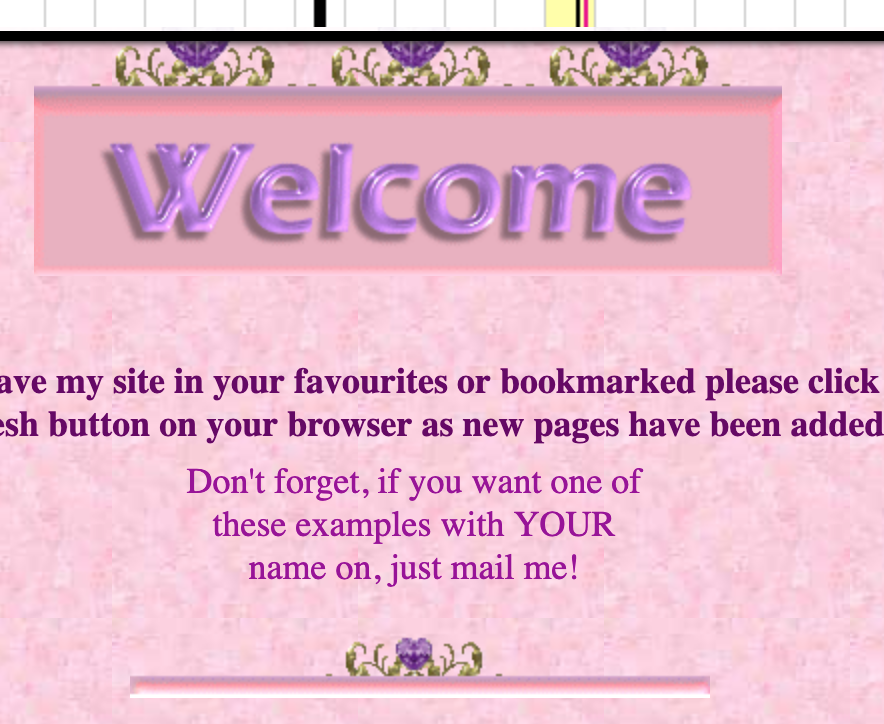 Welcome
ave my site in your favourites or bookmarked please click
esh button on your browser as new pages have been added
Don't forget, if you want one of
these examples with YOUR
name on, just mail me!